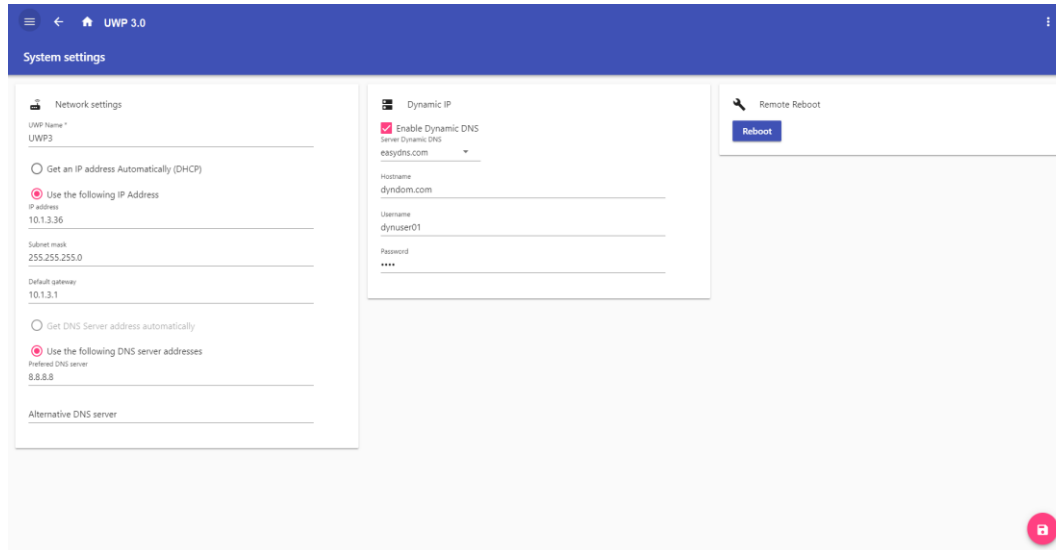 UWP 3.0
System settings
Network settings
UWP Name *
UWP3
Get an IP address Automatically (DHCP)
Use the following IP Address
IP address
10.1.3.36
Subnet mask
255.255.255.0
Default gateway
10.1.3.1
Get DNS Server address automatically
Use the following DNS server addresses
Prefered DNS server
8.8.8.8
Alternative DNS server
Dynamic IP
Enable Dynamic DNS
Server Dynamic DNS
easydns.com
Hostname
dyndom.com
Username
dynuser01
Password
••••
Remote Reboot
Reboot